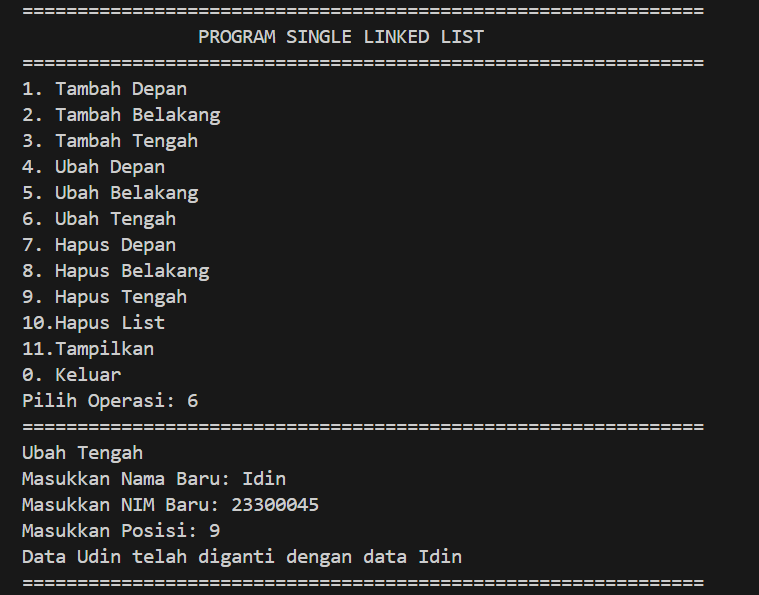 ==============================================================
PROGRAM SINGLE LINKED LIST
==============================================================
1. Tambah Depan
2. Tambah Belakang
3. Tambah Tengah
4. Ubah Depan
5. Ubah Belakang
6. Ubah Tengah
7. Hapus Depan
8. Hapus Belakang
9. Hapus Tengah
10.Hapus List
11.Tampilkan
0. Keluar
Pilih Operasi: 6
==============================================================
Ubah Tengah
Masukkan Nama Baru: Idin
Masukkan NIM Baru: 23300045
Masukkan Posisi: 9
Data Udin telah diganti dengan data Idin
==============================================================